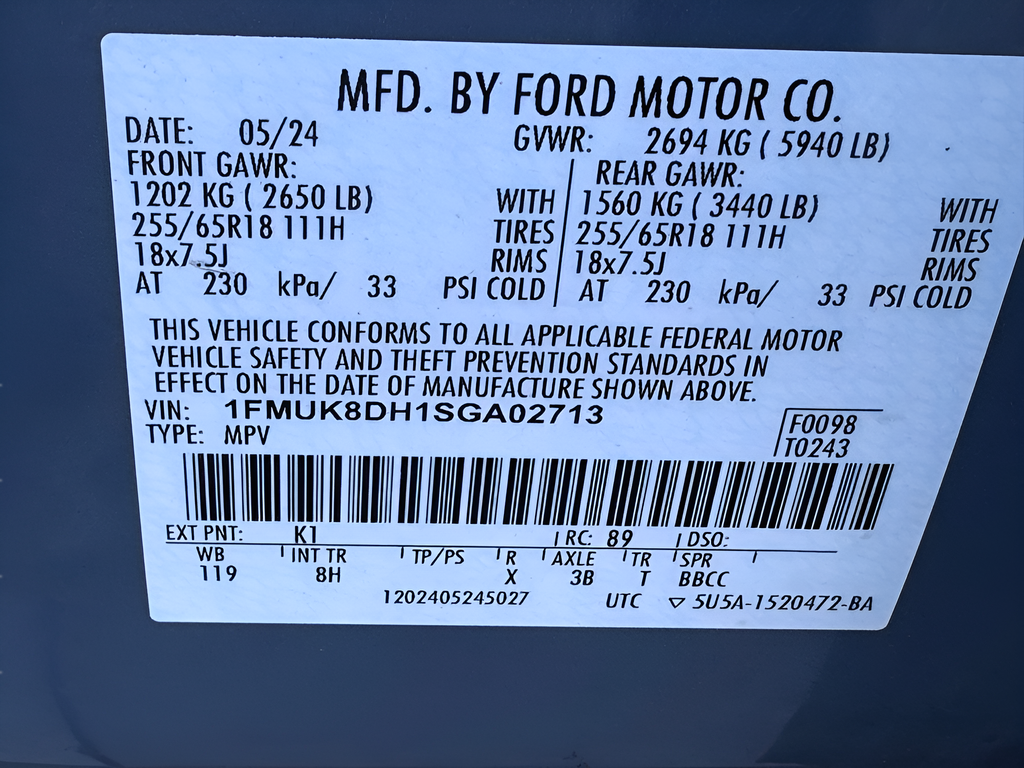 MFD. BY FORD MOTOR CO.
DATE: 05/24 GVWR: 2694 KG ( 5940 LB)
FRONT GAWR: REAR GAWR:
1202 KG ( 2650 LB) WITH 1560 KG ( 3440 LB) WITH
255/65R18 111H TIRES 255/65R18 111H TIRES
18x7.5J RIMS 18x7.5J RIMS
AT 230 kPa/ 33 PSI COLD AT 230 kPa/ 33 PSI COLD
THIS VEHICLE CONFORMS TO ALL APPLICABLE FEDERAL MOTOR
VEHICLE SAFETY AND THEFT PREVENTION STANDARDS IN
EFFECT ON THE DATE OF MANUFACTURE SHOWN ABOVE.
VIN: 1FMUK8DH1SGA02713 F0098
TYPE: MPV T0243
EXT PNT: K1 RC: 89 DSO:
WB INT TR TP/PS R AXLE TR SPR
119 8H X 3B T BBCC
1202405245027 UTC ▽ 5U5A-1520472-BA